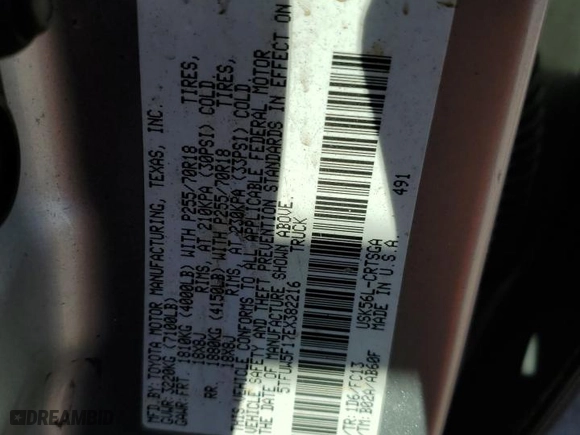 MFD.BY: TOYOTA MOTOR MANUFACTURING, TEXAS, INC.
GVWR: 3220KG (7100LB)
GAWR: FRT 1810KG (4000LB) WITH P255/70R18 TIRES,
18X8J RIMS, AT 210KPA (30PSI) COLD
RR 1880KG (4150LB) WITH P255/70R18 TIRES,
18X8J RIMS, AT 230KPA (33PSI) COLD
THIS VEHICLE CONFORMS TO ALL APPLICABLE FEDERAL MOTOR
VEHICLE SAFETY AND THEFT PREVENTION STANDARDS IN EFFECT ON
THE DATE OF MANUFACTURE SHOWN ABOVE.
5TFUW5F17EX382216 TRUCK
C/TR: 1D6/FC13
A/TM: B02A/AB60F
USK56L-CRTSGA
MADE IN U.S.A. 491
DREAMBID